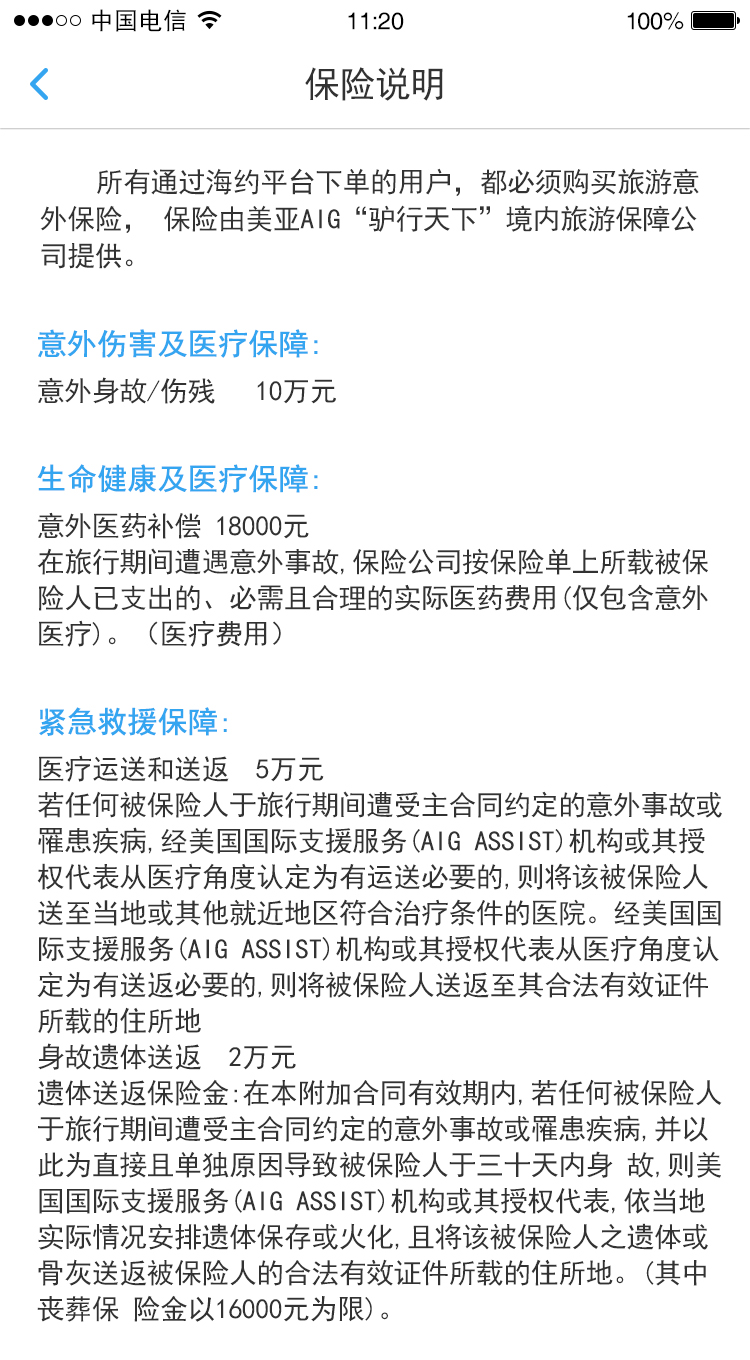 中国电信 11:20 100%
保险说明
所有通过海约平台下单的用户，都必须购买旅游意
外保险， 保险由美亚AIG“驴行天下”境内旅游保障公
司提供。
意外伤害及医疗保障:
意外身故/伤残 10万元
生命健康及医疗保障:
意外医药补偿 18000元
在旅行期间遭遇意外事故,保险公司按保险单上所载被保
险人已支出的、必需且合理的实际医药费用(仅包含意外
医疗)。（医疗费用）
紧急救援保障:
医疗运送和送返 5万元
若任何被保险人于旅行期间遭受主合同约定的意外事故或
罹患疾病,经美国国际支援服务(AIG ASSIST)机构或其授
权代表从医疗角度认定为有运送必要的,则将该被保险人
送至当地或其他就近地区符合治疗条件的医院。经美国国
际支援服务(AIG ASSIST)机构或其授权代表从医疗角度认
定为有送返必要的,则将被保险人送返至其合法有效证件
所载的住所地
身故遗体送返 2万元
遗体送返保险金:在本附加合同有效期内,若任何被保险人
于旅行期间遭受主合同约定的意外事故或罹患疾病,并以
此为直接且单独原因导致被保险人于三十天内身 故,则美
国国际支援服务(AIG ASSIST)机构或其授权代表,依当地
实际情况安排遗体保存或火化,且将该被保险人之遗体或
骨灰送返被保险人的合法有效证件所载的住所地。(其中
丧葬保 险金以16000元为限)。